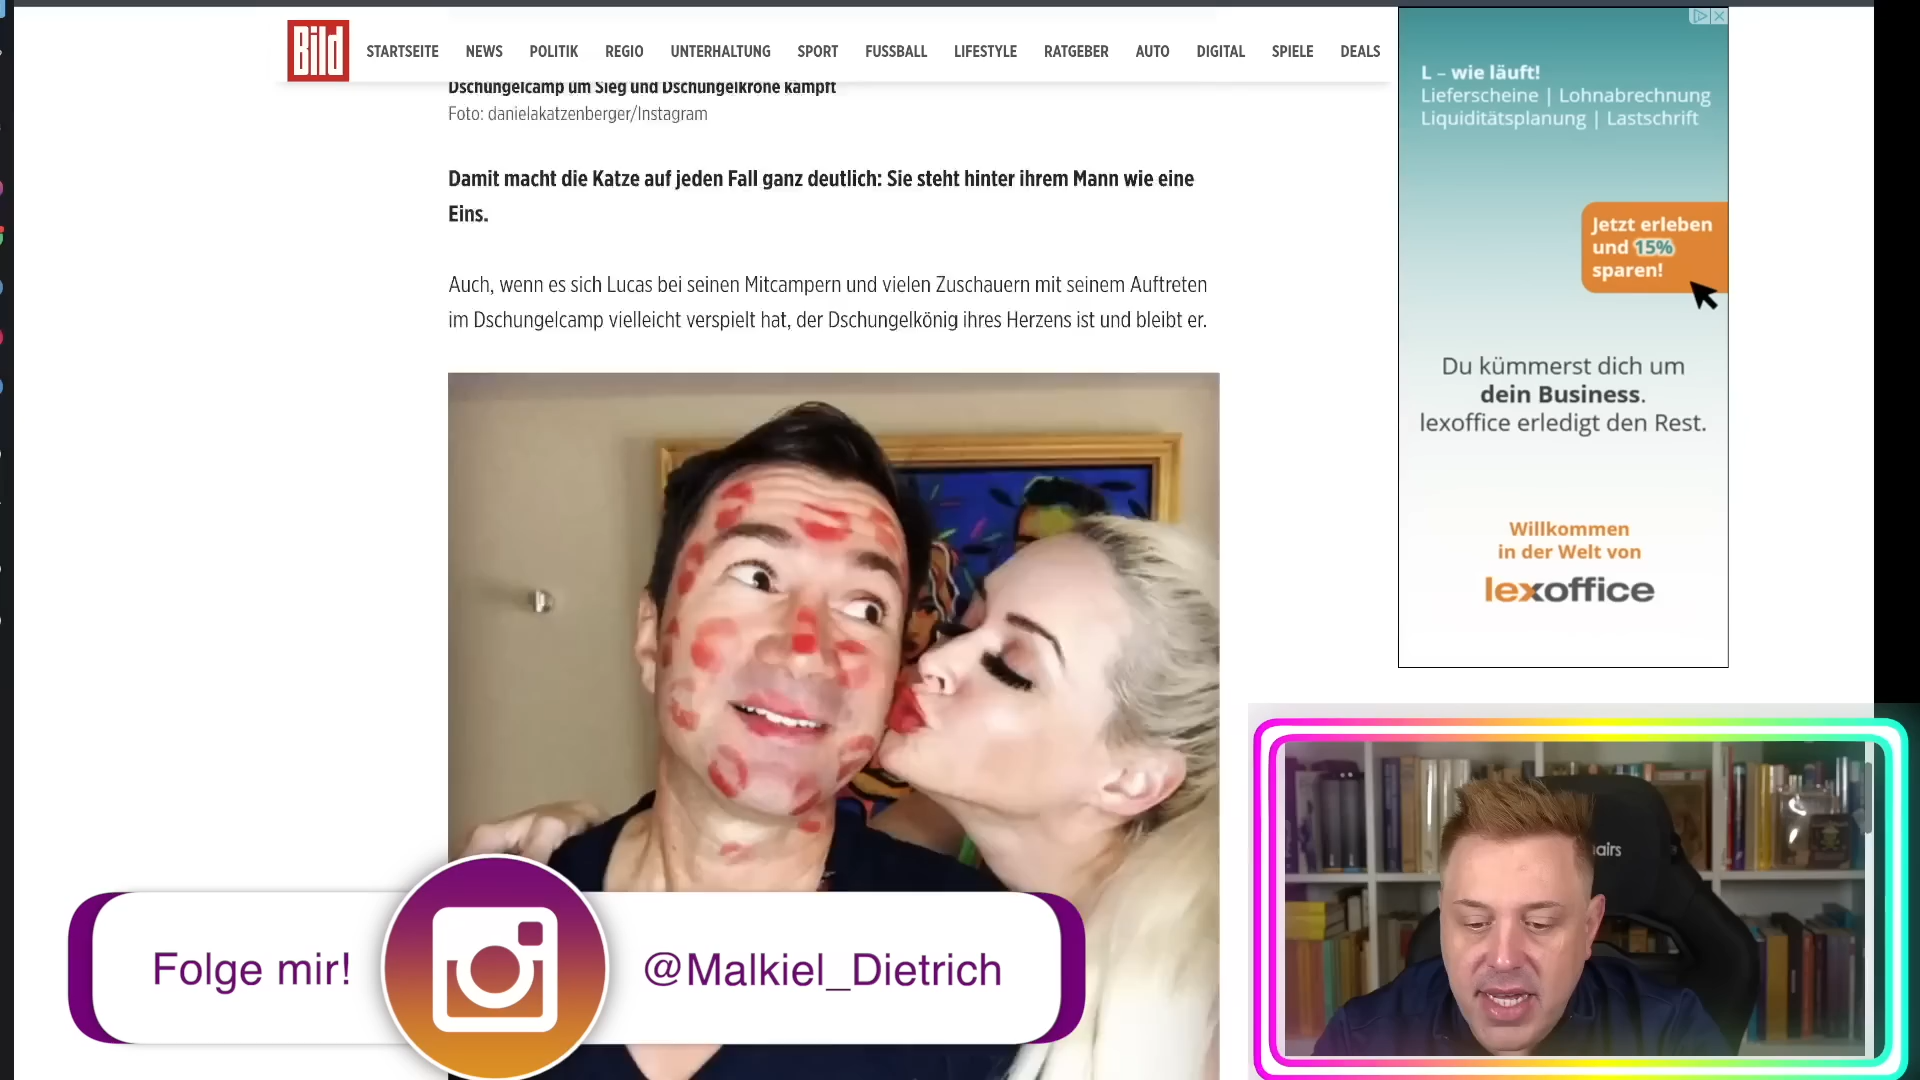 Bild
STARTSEITE NEWS POLITIK REGIO UNTERHALTUNG SPORT FUSSBALL LIFESTYLE RATGEBER AUTO DIGITAL SPIELE DEALS
Dschungelcamp um Sieg und Dschungelkrone kämpft
Foto: danielakatzenberger/Instagram
Damit macht die Katze auf jeden Fall ganz deutlich: Sie steht hinter ihrem Mann wie eine
Eins.
Auch, wenn es sich Lucas bei seinen Mitcampern und vielen Zuschauern mit seinem Auftreten
im Dschungelcamp vielleicht verspielt hat, der Dschungelkönig ihres Herzens ist und bleibt er.
L – wie läuft!
Lieferscheine | Lohnabrechnung
Liquiditätsplanung | Lastschrift
Jetzt erleben
und 15%
sparen!
Du kümmerst dich um
dein Business.
lexoffice erledigt den Rest.
Willkommen
in der Welt von
lexoffice
airs
Folge mir!
@Malkiel_Dietrich